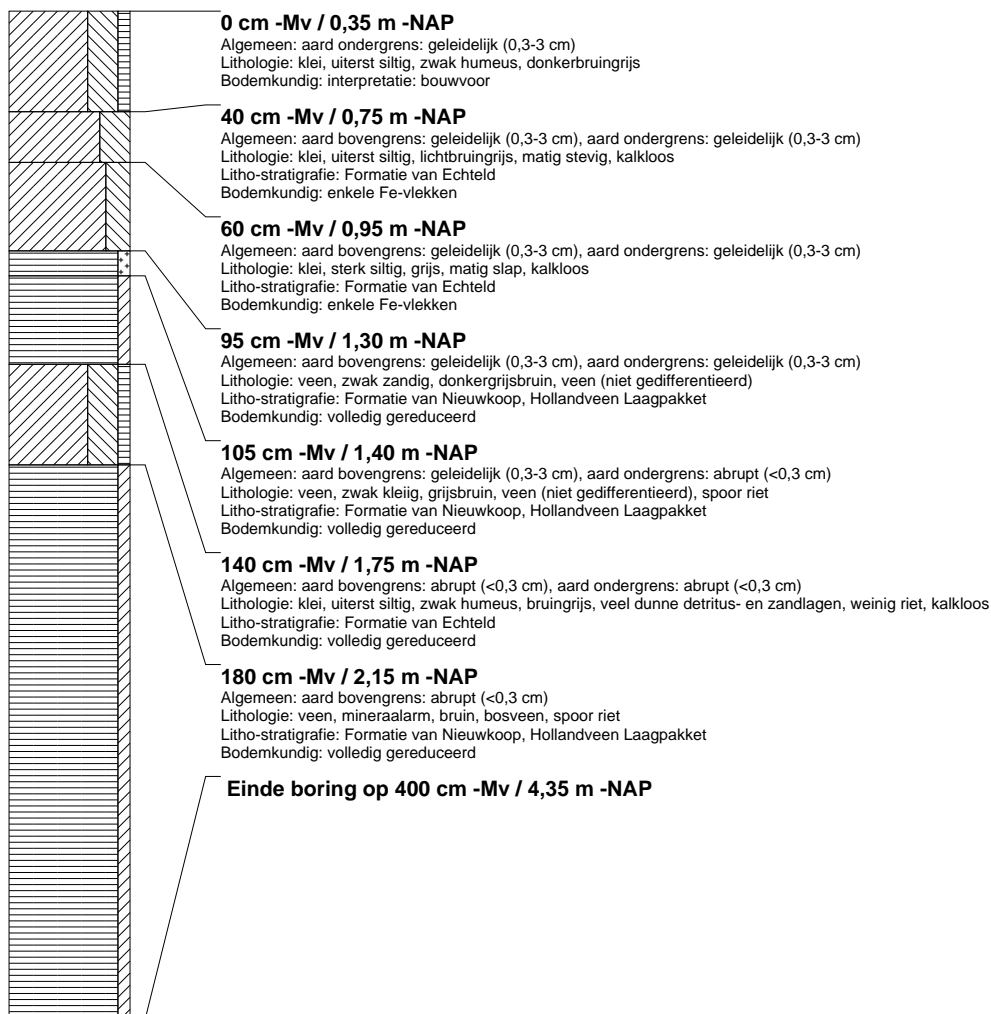 0 cm -Mv / 0,35 m -NAP
Algemeen: aard ondergrens: geleidelijk (0,3-3 cm)
Lithologie: klei, uiterst siltig, zwak humeus, donkerbruingrijs
Bodemkundig: interpretatie: bouwvoor
40 cm -Mv / 0,75 m -NAP
Algemeen: aard bovengrens: geleidelijk (0,3-3 cm), aard ondergrens: geleidelijk (0,3-3 cm)
Lithologie: klei, uiterst siltig, lichtbruingrijs, matig stevig, kalkloos
Litho-stratigrafie: Formatie van Echteld
Bodemkundig: enkele Fe-vlekken
60 cm -Mv / 0,95 m -NAP
Algemeen: aard bovengrens: geleidelijk (0,3-3 cm), aard ondergrens: geleidelijk (0,3-3 cm)
Lithologie: klei, sterk siltig, grijs, matig slap, kalkloos
Litho-stratigrafie: Formatie van Echteld
Bodemkundig: enkele Fe-vlekken
95 cm -Mv / 1,30 m -NAP
Algemeen: aard bovengrens: geleidelijk (0,3-3 cm), aard ondergrens: geleidelijk (0,3-3 cm)
Lithologie: veen, zwak zandig, donkergrijsbruin, veen (niet gedifferentieerd)
Litho-stratigrafie: Formatie van Nieuwkoop, Hollandveen Laagpakket
Bodemkundig: volledig gereduceerd
105 cm -Mv / 1,40 m -NAP
Algemeen: aard bovengrens: geleidelijk (0,3-3 cm), aard ondergrens: abrupt (<0,3 cm)
Lithologie: veen, zwak kleiig, grijsbruin, veen (niet gedifferentieerd), spoor riet
Litho-stratigrafie: Formatie van Nieuwkoop, Hollandveen Laagpakket
Bodemkundig: volledig gereduceerd
140 cm -Mv / 1,75 m -NAP
Algemeen: aard bovengrens: abrupt (<0,3 cm), aard ondergrens: abrupt (<0,3 cm)
Lithologie: klei, uiterst siltig, zwak humeus, bruingrijs, veel dunne detritus- en zandlagen, weinig riet, kalkloos
Litho-stratigrafie: Formatie van Echteld
Bodemkundig: volledig gereduceerd
180 cm -Mv / 2,15 m -NAP
Algemeen: aard bovengrens: abrupt (<0,3 cm)
Lithologie: veen, mineraalarm, bruin, bosveen, spoor riet
Litho-stratigrafie: Formatie van Nieuwkoop, Hollandveen Laagpakket
Bodemkundig: volledig gereduceerd
Einde boring op 400 cm -Mv / 4,35 m -NAP